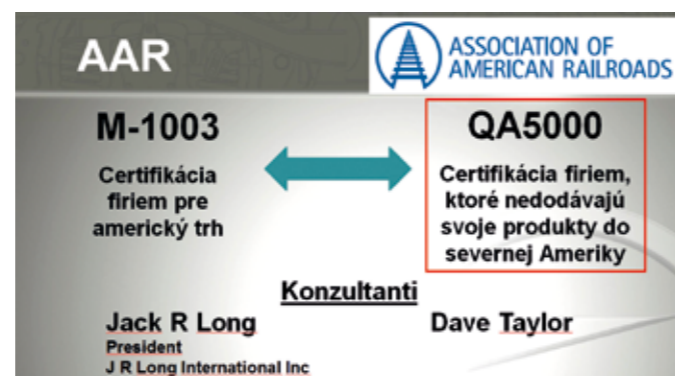 AAR
ASSOCIATION OF
AMERICAN RAILROADS
M-1003
Certifikácia
firiem pre
americký trh
QA5000
Certifikácia firiem,
ktoré nedodávajú
svoje produkty do
severnej Ameriky
Konzultanti
Jack R Long
President
J R Long International Inc
Dave Taylor